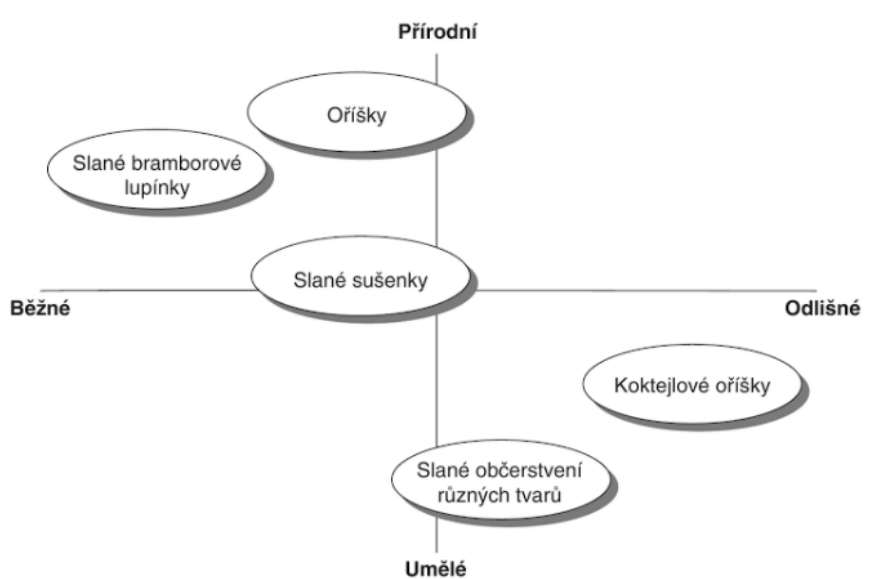 Přírodní
Oříšky
Slané bramborové
lupínky
Slané sušenky
Běžné
Odlišné
Koktejlové oříšky
Slané občerstvení
různých tvarů
Umělé